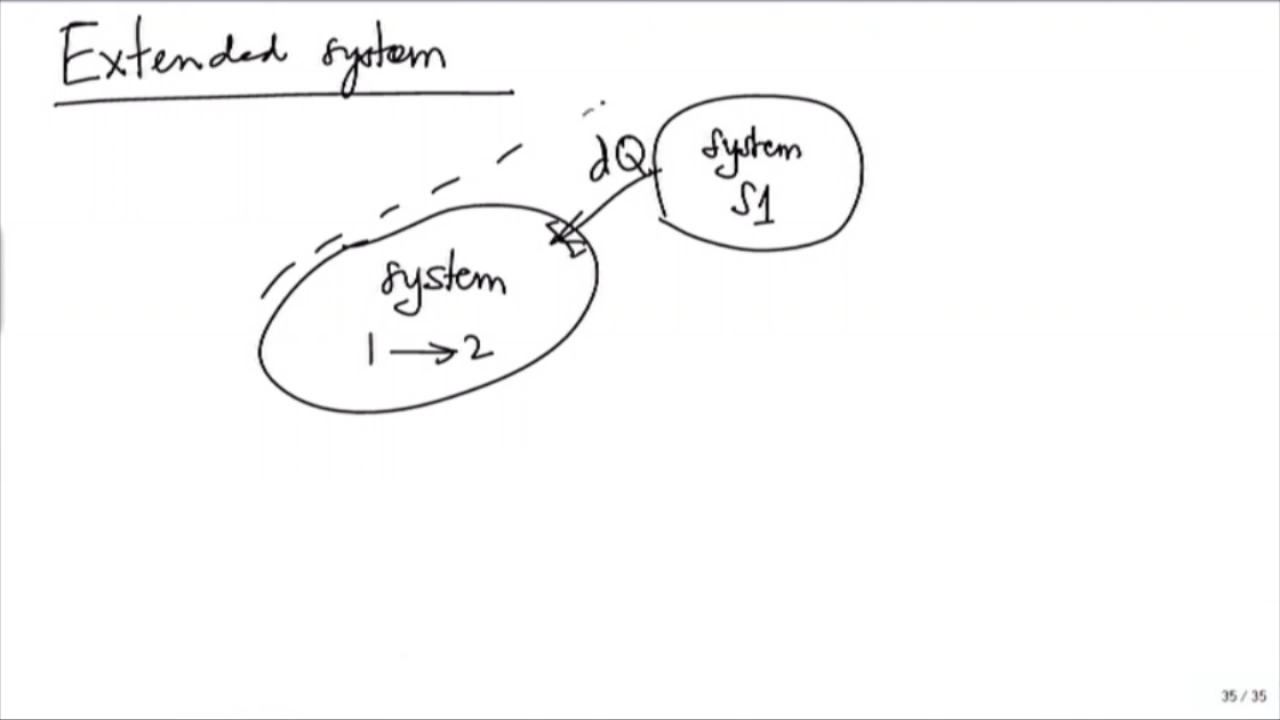 Extended system
dQ
system
S1
system
1 → 2
35 / 35